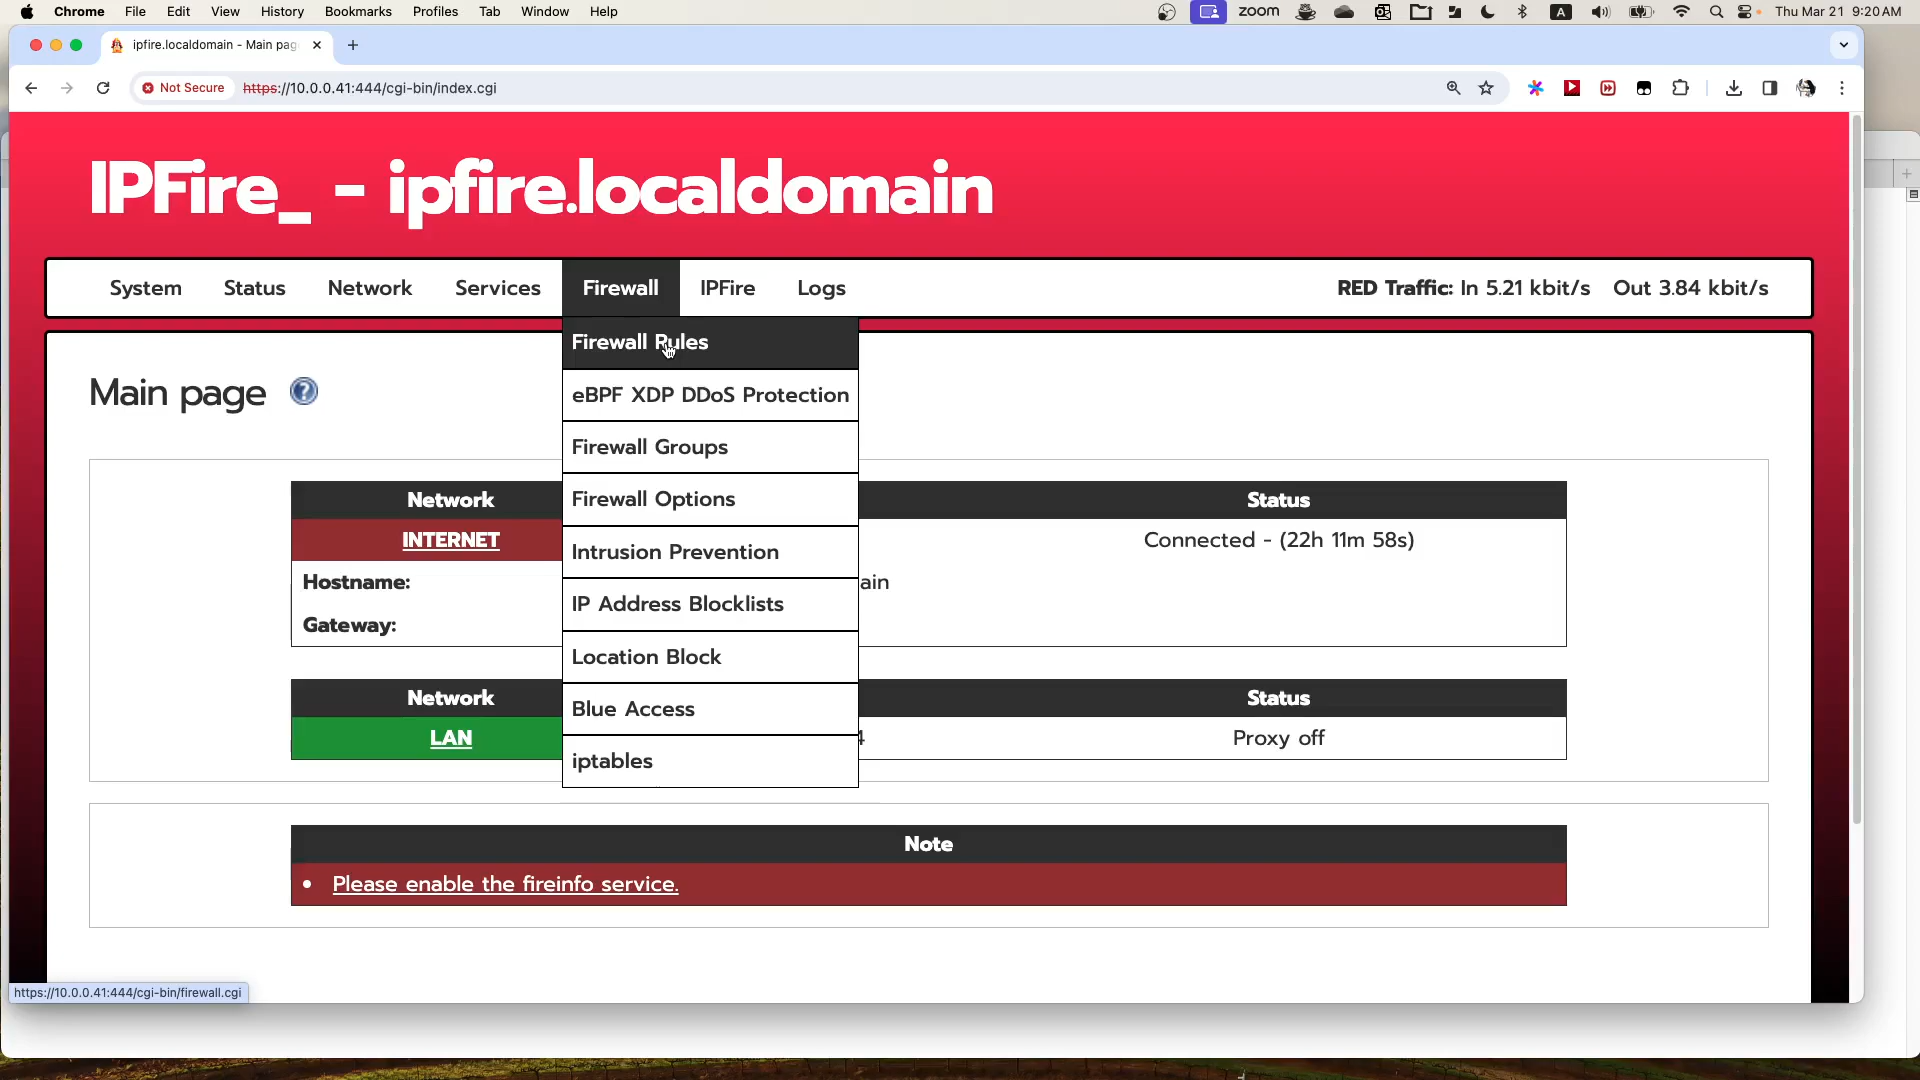 Chrome File Edit View History Bookmarks Profiles Tab Window Help zoom A Thu Mar 21 9:20 AM
ipfire.localdomain - Main pag
Not Secure https://10.0.0.41:444/cgi-bin/index.cgi
IPFire_ - ipfire.localdomain
System Status Network Services Firewall IPFire Logs RED Traffic: In 5.21 kbit/s Out 3.84 kbit/s
Firewall Rules
eBPF XDP DDoS Protection
Firewall Groups
Firewall Options
Intrusion Prevention
IP Address Blocklists
Location Block
Blue Access
iptables
Main page
Network Status
INTERNET Connected - (22h 11m 58s)
Hostname: ain
Gateway:
Network Status
LAN 4 Proxy off
Note
• Please enable the fireinfo service.
https://10.0.0.41:444/cgi-bin/firewall.cgi